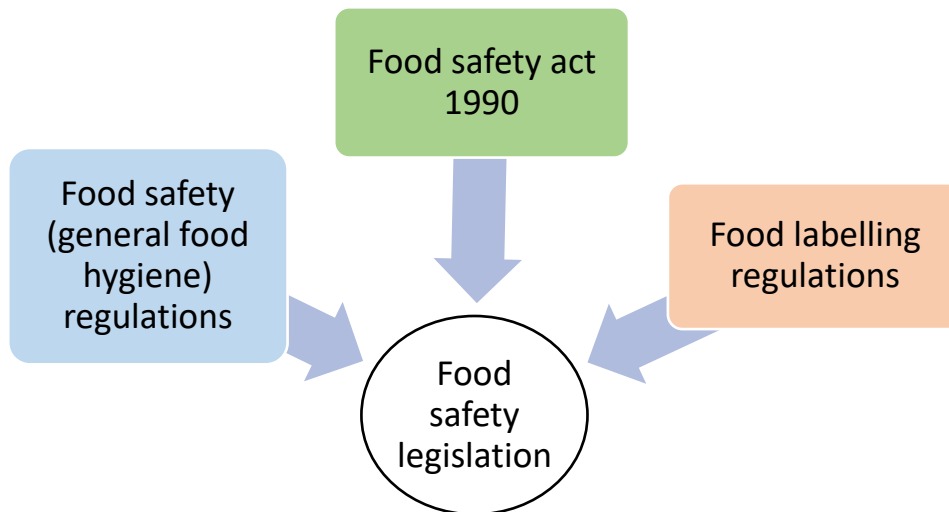 Food safety act
1990
Food safety
(general food
hygiene)
regulations
Food labelling
regulations
Food
safety
legislation